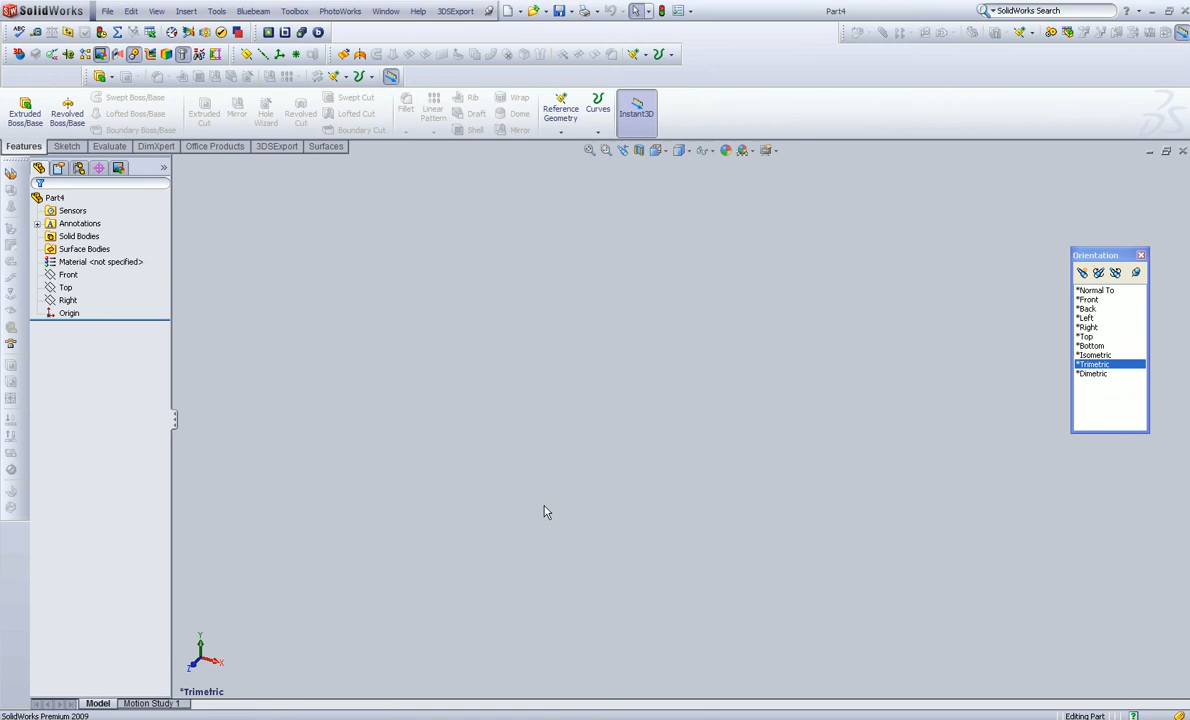 SolidWorks File Edit View Insert Tools Bluebeam Toolbox PhotoWorks Window Help 3DSExport Part4 SolidWorks Search
Extruded Boss/Base
Revolved Boss/Base
Swept Boss/Base
Lofted Boss/Base
Boundary Boss/Base
Extruded Cut
Mirror
Hole Wizard
Revolved Cut
Swept Cut
Lofted Cut
Boundary Cut
Fillet
Linear Pattern
Rib
Draft
Shell
Wrap
Dome
Mirror
Reference Geometry
Curves
Instant3D
Features Sketch Evaluate DimXpert Office Products 3DSExport Surfaces
Part4
Sensors
Annotations
Solid Bodies
Surface Bodies
Material <not specified>
Front
Top
Right
Origin
Orientation
*Normal To
*Front
*Back
*Left
*Right
*Top
*Bottom
*Isometric
*Trimetric
*Dimetric
Y
X
Z
*Trimetric
Model Motion Study 1
SolidWorks Premium 2009 Editing Part